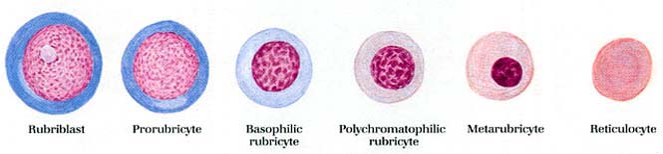 Rubriblast
Prorubricyte
Basophilic
rubricyte
Polychromatophilic
rubricyte
Metarubricyte
Reticulocyte